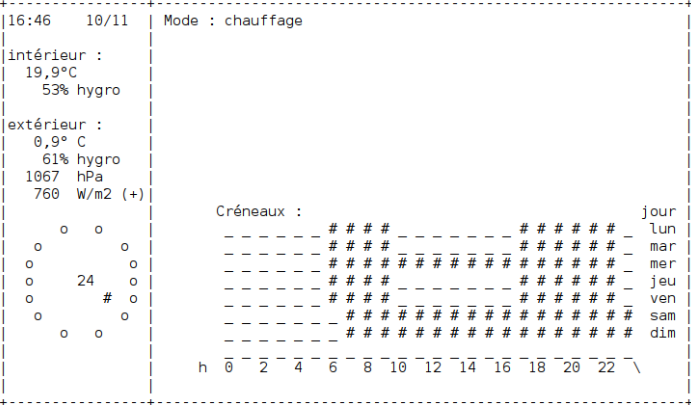 16:46 10/11
intérieur :
19,9°C
53% hygro
extérieur :
0,9° C
61% hygro
1067 hPa
760 W/m2 (+)
o o
o o
o o
o 24 o
o # o
o o
o o
Mode : chauffage
Créneaux : jour
_ _ _ _ _ _ # # # # _ _ _ _ _ _ _ # # # # # # _ lun
_ _ _ _ _ _ # # # # _ _ _ _ _ _ _ # # # # # # _ mar
_ _ _ _ _ _ # # # # # # # # # # # # # # # # # _ mer
_ _ _ _ _ _ # # # # _ _ _ _ _ _ _ # # # # # # _ jeu
_ _ _ _ _ _ # # # # _ _ _ _ _ _ _ # # # # # # _ ven
_ _ _ _ _ _ _ # # # # # # # # # # # # # # # # # sam
_ _ _ _ _ _ _ # # # # # # # # # # # # # # # # # dim
_ _ _ _ _ _ _ _ _ _ _ _ _ _ _ _ _ _ _ _ _ _ _ _
h 0 2 4 6 8 10 12 14 16 18 20 22 \